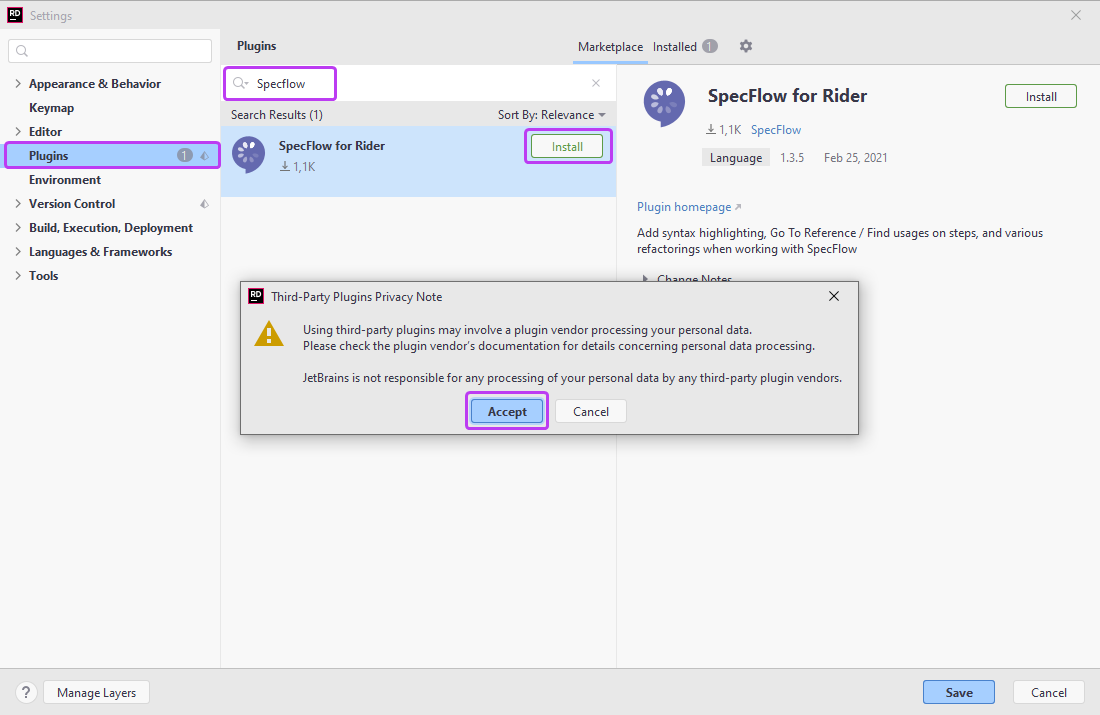 RD Settings
Appearance & Behavior
Keymap
Editor
Plugins 1
Environment
Version Control
Build, Execution, Deployment
Languages & Frameworks
Tools
Plugins
Marketplace Installed 1
Specflow
Search Results (1) Sort By: Relevance
SpecFlow for Rider
1,1K
Install
SpecFlow for Rider
Install
1,1K SpecFlow
Language 1.3.5 Feb 25, 2021
Plugin homepage
Add syntax highlighting, Go To Reference / Find usages on steps, and various
refactorings when working with SpecFlow
Change Notes
RD Third-Party Plugins Privacy Note
Using third-party plugins may involve a plugin vendor processing your personal data.
Please check the plugin vendor's documentation for details concerning personal data processing.
JetBrains is not responsible for any processing of your personal data by any third-party plugin vendors.
Accept Cancel
? Manage Layers
Save Cancel